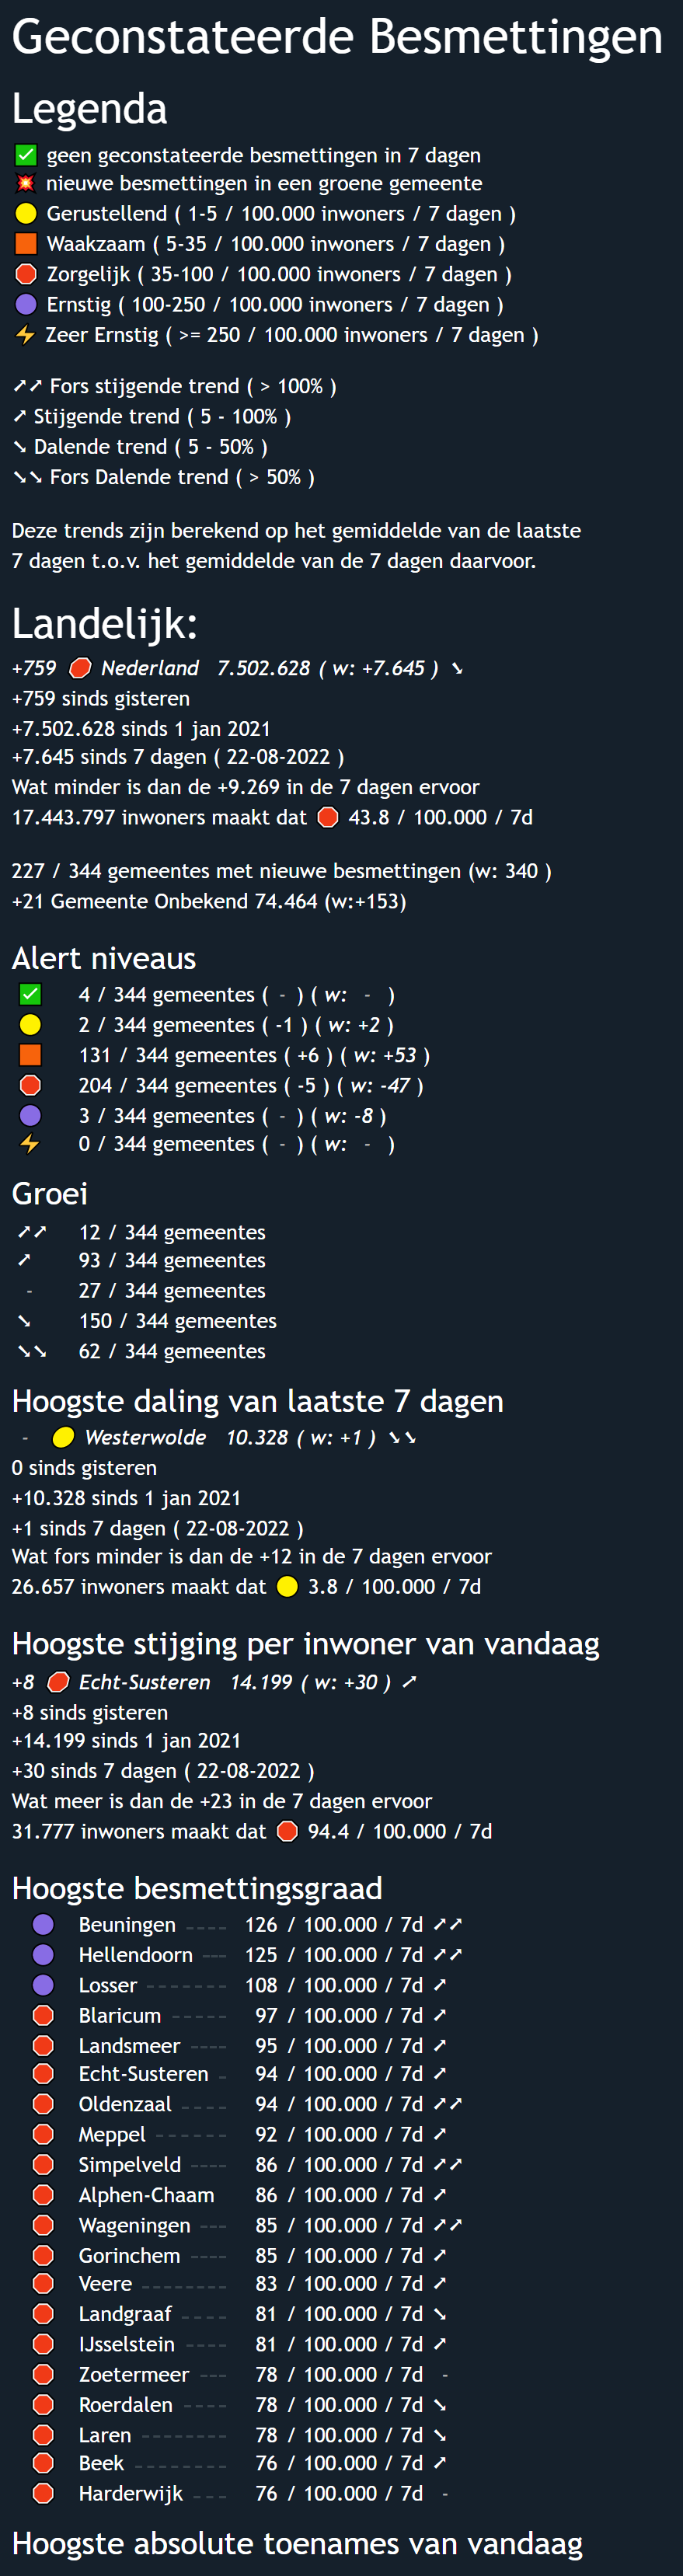 Geconstateerde Besmettingen
Legenda
✅ geen geconstateerde besmettingen in 7 dagen
💥 nieuwe besmettingen in een groene gemeente
🟡 Gerustellend ( 1-5 / 100.000 inwoners / 7 dagen )
🟧 Waakzaam ( 5-35 / 100.000 inwoners / 7 dagen )
🛑 Zorgelijk ( 35-100 / 100.000 inwoners / 7 dagen )
🟣 Ernstig ( 100-250 / 100.000 inwoners / 7 dagen )
⚡ Zeer Ernstig ( >= 250 / 100.000 inwoners / 7 dagen )
➚➚ Fors stijgende trend ( > 100% )
➚ Stijgende trend ( 5 - 100% )
➘ Dalende trend ( 5 - 50% )
➘➘ Fors Dalende trend ( > 50% )
Deze trends zijn berekend op het gemiddelde van de laatste
7 dagen t.o.v. het gemiddelde van de 7 dagen daarvoor.
Landelijk:
+759 🛑 Nederland 7.502.628 ( w: +7.645 ) ➘
+759 sinds gisteren
+7.502.628 sinds 1 jan 2021
+7.645 sinds 7 dagen ( 22-08-2022 )
Wat minder is dan de +9.269 in de 7 dagen ervoor
17.443.797 inwoners maakt dat 🛑 43.8 / 100.000 / 7d
227 / 344 gemeentes met nieuwe besmettingen (w: 340 )
+21 Gemeente Onbekend 74.464 (w:+153)
Alert niveaus
✅ 4 / 344 gemeentes ( - ) ( w: - )
🟡 2 / 344 gemeentes ( -1 ) ( w: +2 )
🟧 131 / 344 gemeentes ( +6 ) ( w: +53 )
🛑 204 / 344 gemeentes ( -5 ) ( w: -47 )
🟣 3 / 344 gemeentes ( - ) ( w: -8 )
⚡ 0 / 344 gemeentes ( - ) ( w: - )
Groei
➚➚ 12 / 344 gemeentes
➚ 93 / 344 gemeentes
- 27 / 344 gemeentes
➘ 150 / 344 gemeentes
➘➘ 62 / 344 gemeentes
Hoogste daling van laatste 7 dagen
- 🟡 Westerwolde 10.328 ( w: +1 ) ➘➘
0 sinds gisteren
+10.328 sinds 1 jan 2021
+1 sinds 7 dagen ( 22-08-2022 )
Wat fors minder is dan de +12 in de 7 dagen ervoor
26.657 inwoners maakt dat 🟡 3.8 / 100.000 / 7d
Hoogste stijging per inwoner van vandaag
+8 🛑 Echt-Susteren 14.199 ( w: +30 ) ➚
+8 sinds gisteren
+14.199 sinds 1 jan 2021
+30 sinds 7 dagen ( 22-08-2022 )
Wat meer is dan de +23 in de 7 dagen ervoor
31.777 inwoners maakt dat 🛑 94.4 / 100.000 / 7d
Hoogste besmettingsgraad
🟣 Beuningen ---- 126 / 100.000 / 7d ➚➚
🟣 Hellendoorn --- 125 / 100.000 / 7d ➚➚
🟣 Losser ------- 108 / 100.000 / 7d ➚
🛑 Blaricum ----- 97 / 100.000 / 7d ➚
🛑 Landsmeer ---- 95 / 100.000 / 7d ➚
🛑 Echt-Susteren - 94 / 100.000 / 7d ➚
🛑 Oldenzaal ---- 94 / 100.000 / 7d ➚➚
🛑 Meppel ------ 92 / 100.000 / 7d ➚
🛑 Simpelveld ---- 86 / 100.000 / 7d ➚➚
🛑 Alphen-Chaam 86 / 100.000 / 7d ➚
🛑 Wageningen --- 85 / 100.000 / 7d ➚➚
🛑 Gorinchem ---- 85 / 100.000 / 7d ➚
🛑 Veere -------- 83 / 100.000 / 7d ➚
🛑 Landgraaf ---- 81 / 100.000 / 7d ➘
🛑 IJsselstein ---- 81 / 100.000 / 7d ➚
🛑 Zoetermeer --- 78 / 100.000 / 7d -
🛑 Roerdalen ---- 78 / 100.000 / 7d ➘
🛑 Laren -------- 78 / 100.000 / 7d ➘
🛑 Beek -------- 76 / 100.000 / 7d ➚
🛑 Harderwijk --- 76 / 100.000 / 7d -
Hoogste absolute toenames van vandaag